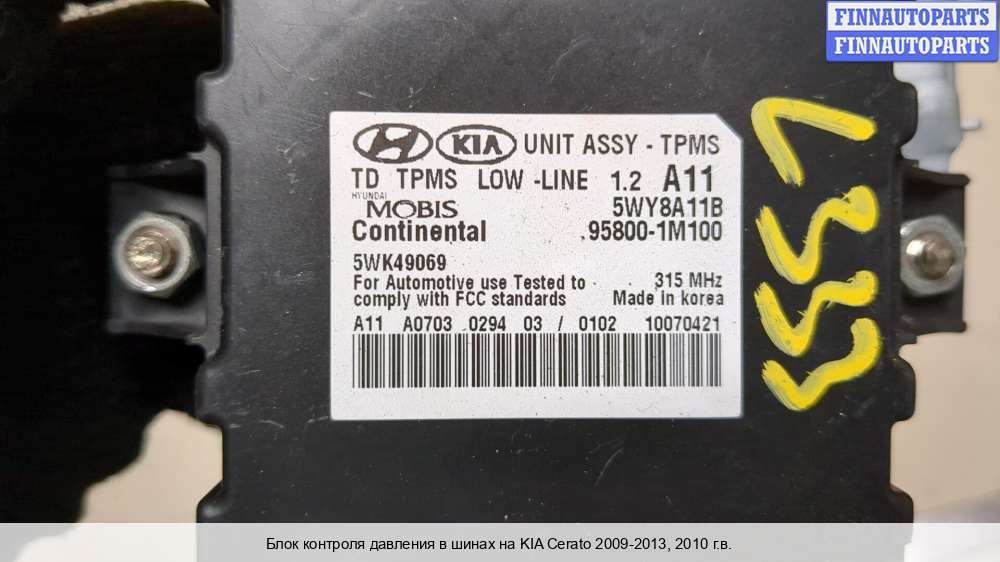 FINNAUTOPARTS
FINNAUTOPARTS
KIA UNIT ASSY - TPMS
TD TPMS LOW -LINE 1.2 A11
HYUNDAI
MOBIS 5WY8A11B
Continental 95800-1M100
5WK49069
For Automotive use Tested to 315 MHz
comply with FCC standards Made in korea
A11 A0703 0294 03 / 0102 10070421
Блок контроля давления в шинах на KIA Cerato 2009-2013, 2010 г.в.